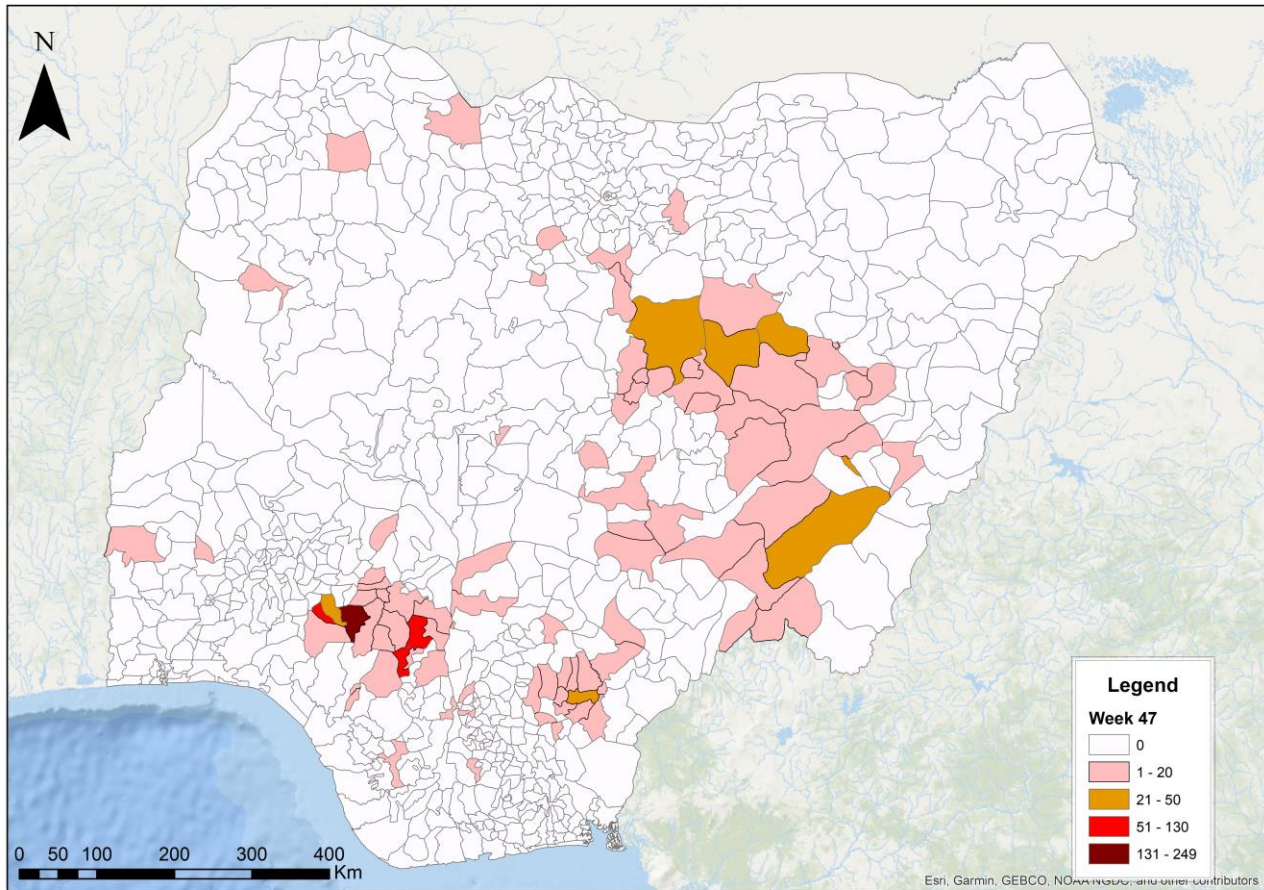 N
Legend
Week 47
0
1 - 20
21 - 50
51 - 130
131 - 249
0 50 100 200 300 400
Km
Esri, Garmin, GEBCO, NOAA NGDC, and other contributors